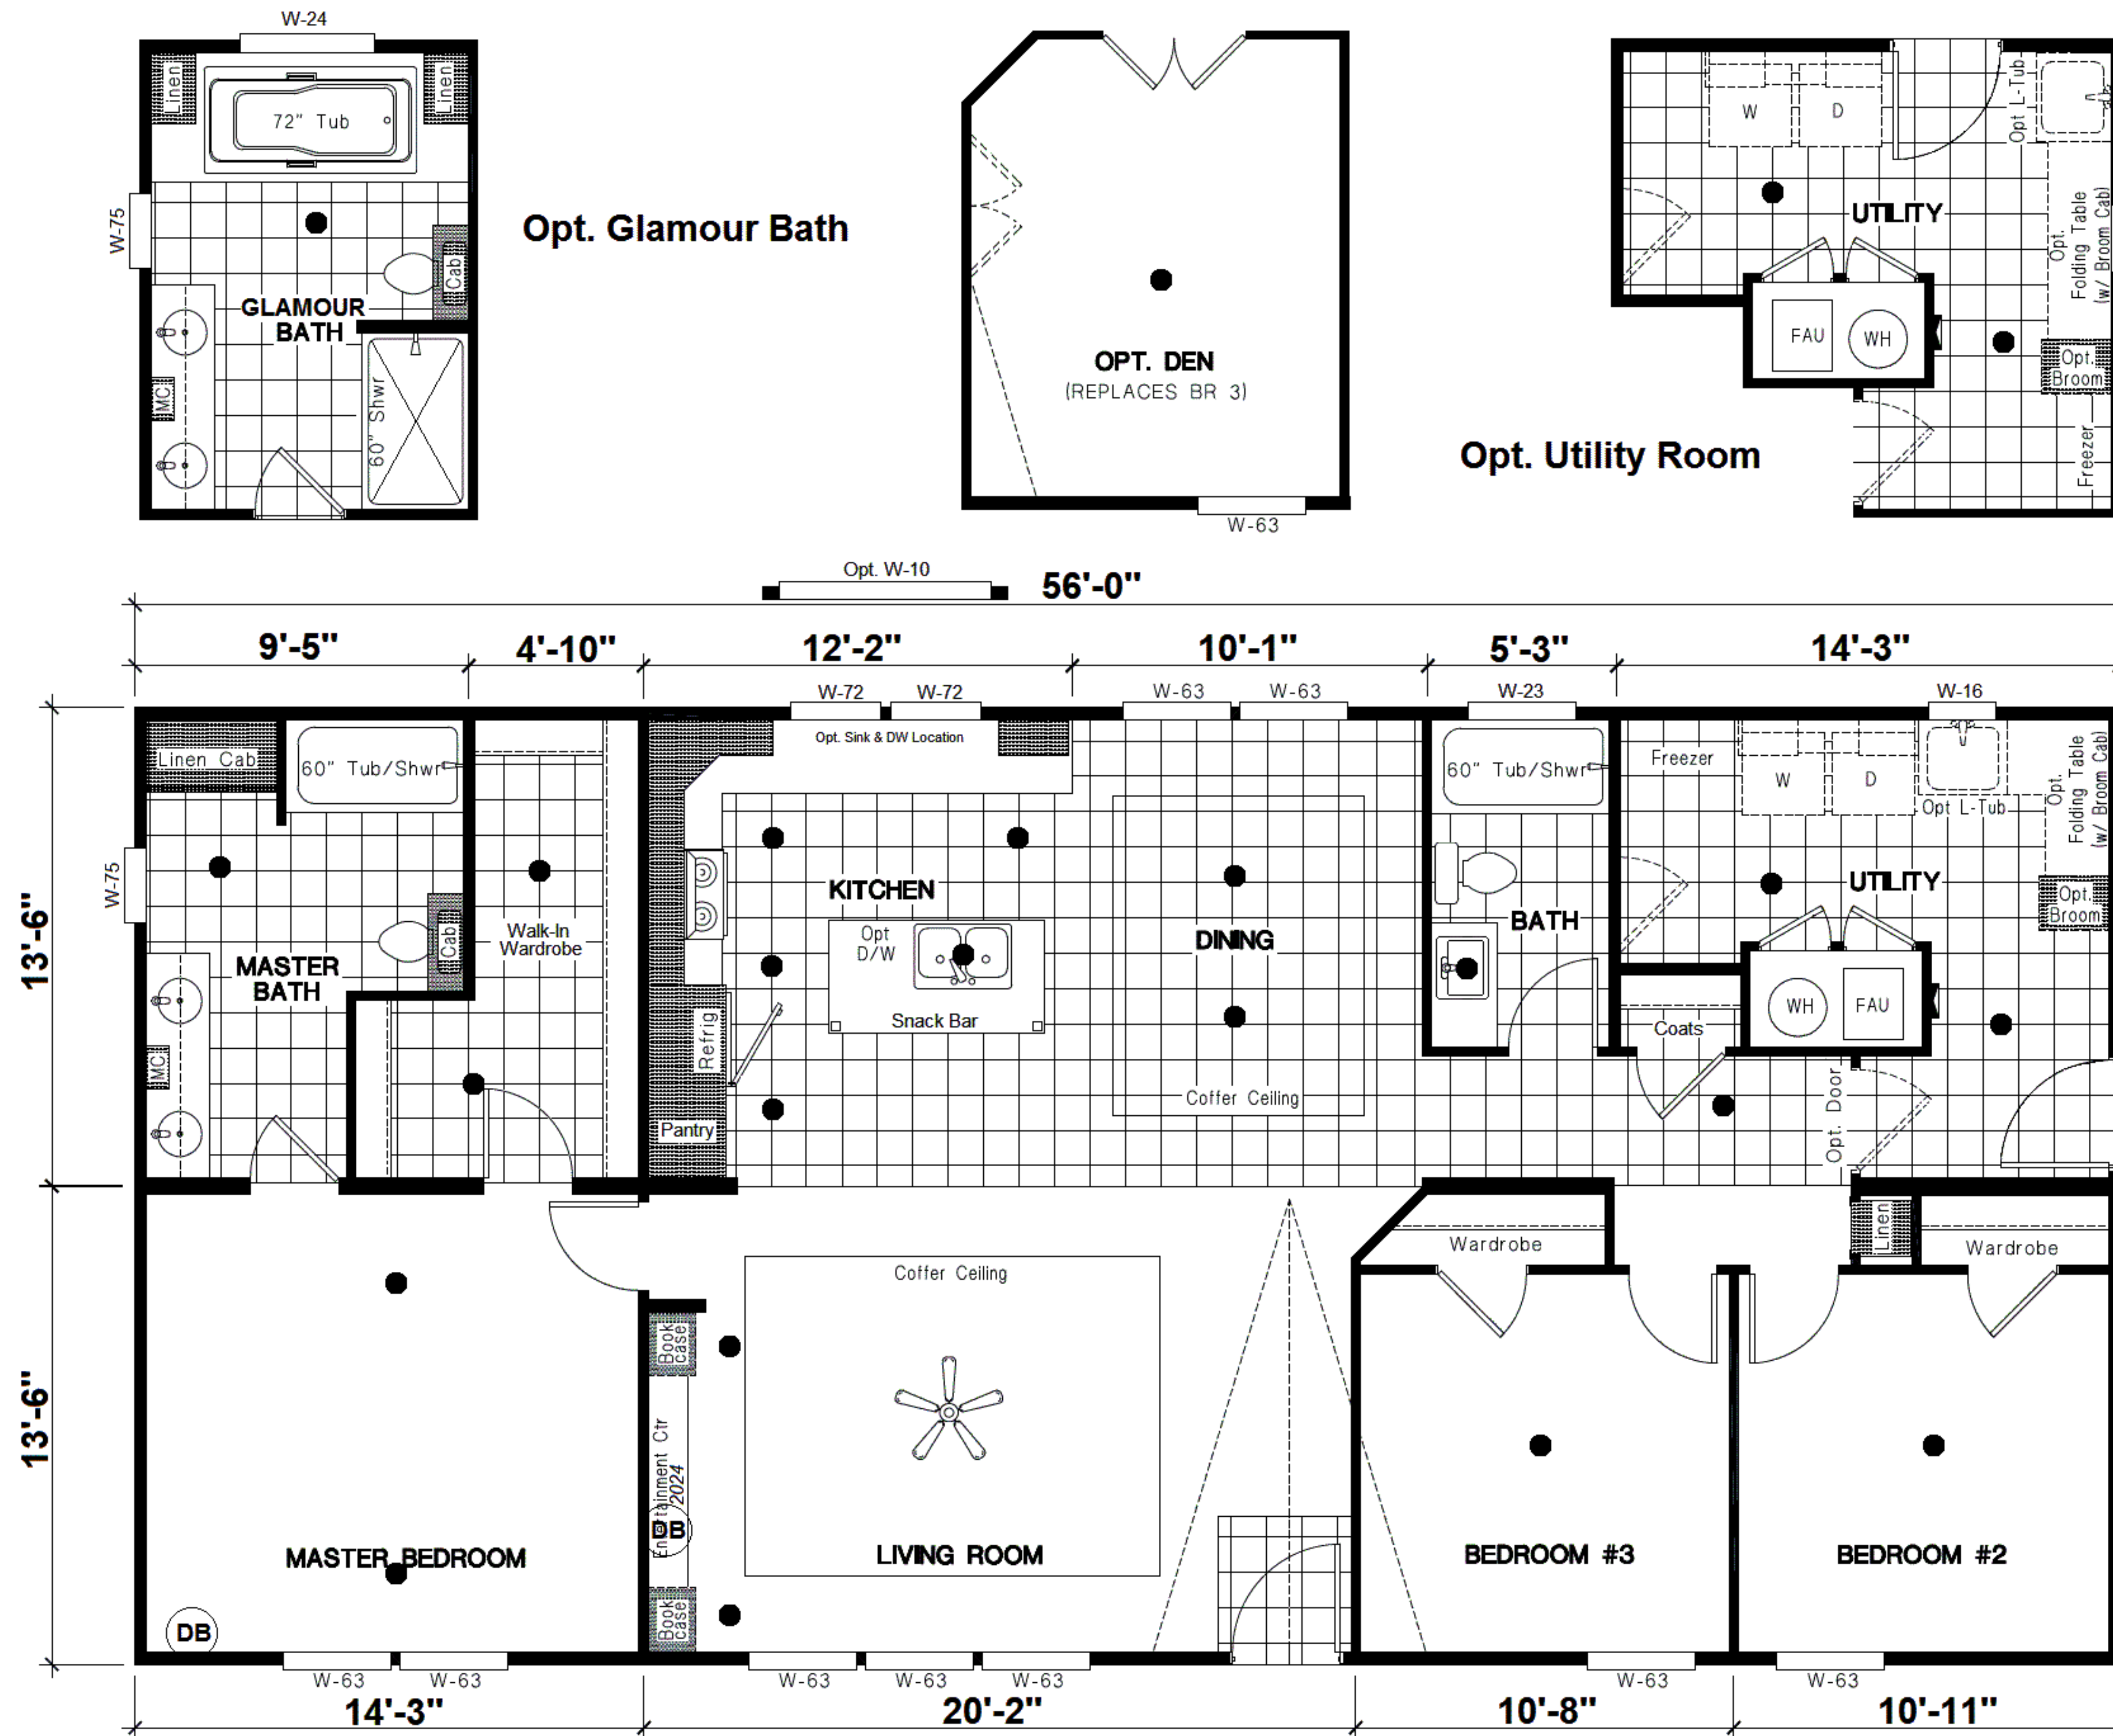 W-24
Linen
72" Tub
Linen
W-75
GLAMOUR
BATH
Cab
MC
60" Shwr
Opt. Glamour Bath
OPT. DEN
(REPLACES BR 3)
W-63
W
D
Opt L-Tub
UTILITY
Opt.
Folding Table
(w/ Broom Cab)
FAU
WH
Opt.
Broom
Freezer
Opt. Utility Room
Opt. W-10
56'-0"
9'-5"
4'-10"
12'-2"
10'-1"
5'-3"
14'-3"
W-72
W-72
W-63
W-63
W-23
W-16
Linen Cab
60" Tub/Shwr
Opt. Sink & DW Location
60" Tub/Shwr
Freezer
W
D
Opt L-Tub
Opt.
Folding Table
(w/ Broom Cab)
W-75
13'-6"
MASTER
BATH
Cab
MC
Walk-In
Wardrobe
KITCHEN
Opt
D/W
Snack Bar
Refrig
Pantry
DINING
Coffer Ceiling
BATH
UTILITY
Opt.
Broom
Coats
WH
FAU
Opt. Door
13'-6"
Coffer Ceiling
Wardrobe
Linen
Wardrobe
Book
case
Entertainment Ctr
2024
DB
Book
case
MASTER BEDROOM
DB
LIVING ROOM
BEDROOM #3
BEDROOM #2
W-63
W-63
W-63
W-63
W-63
W-63
W-63
14'-3"
20'-2"
10'-8"
10'-11"